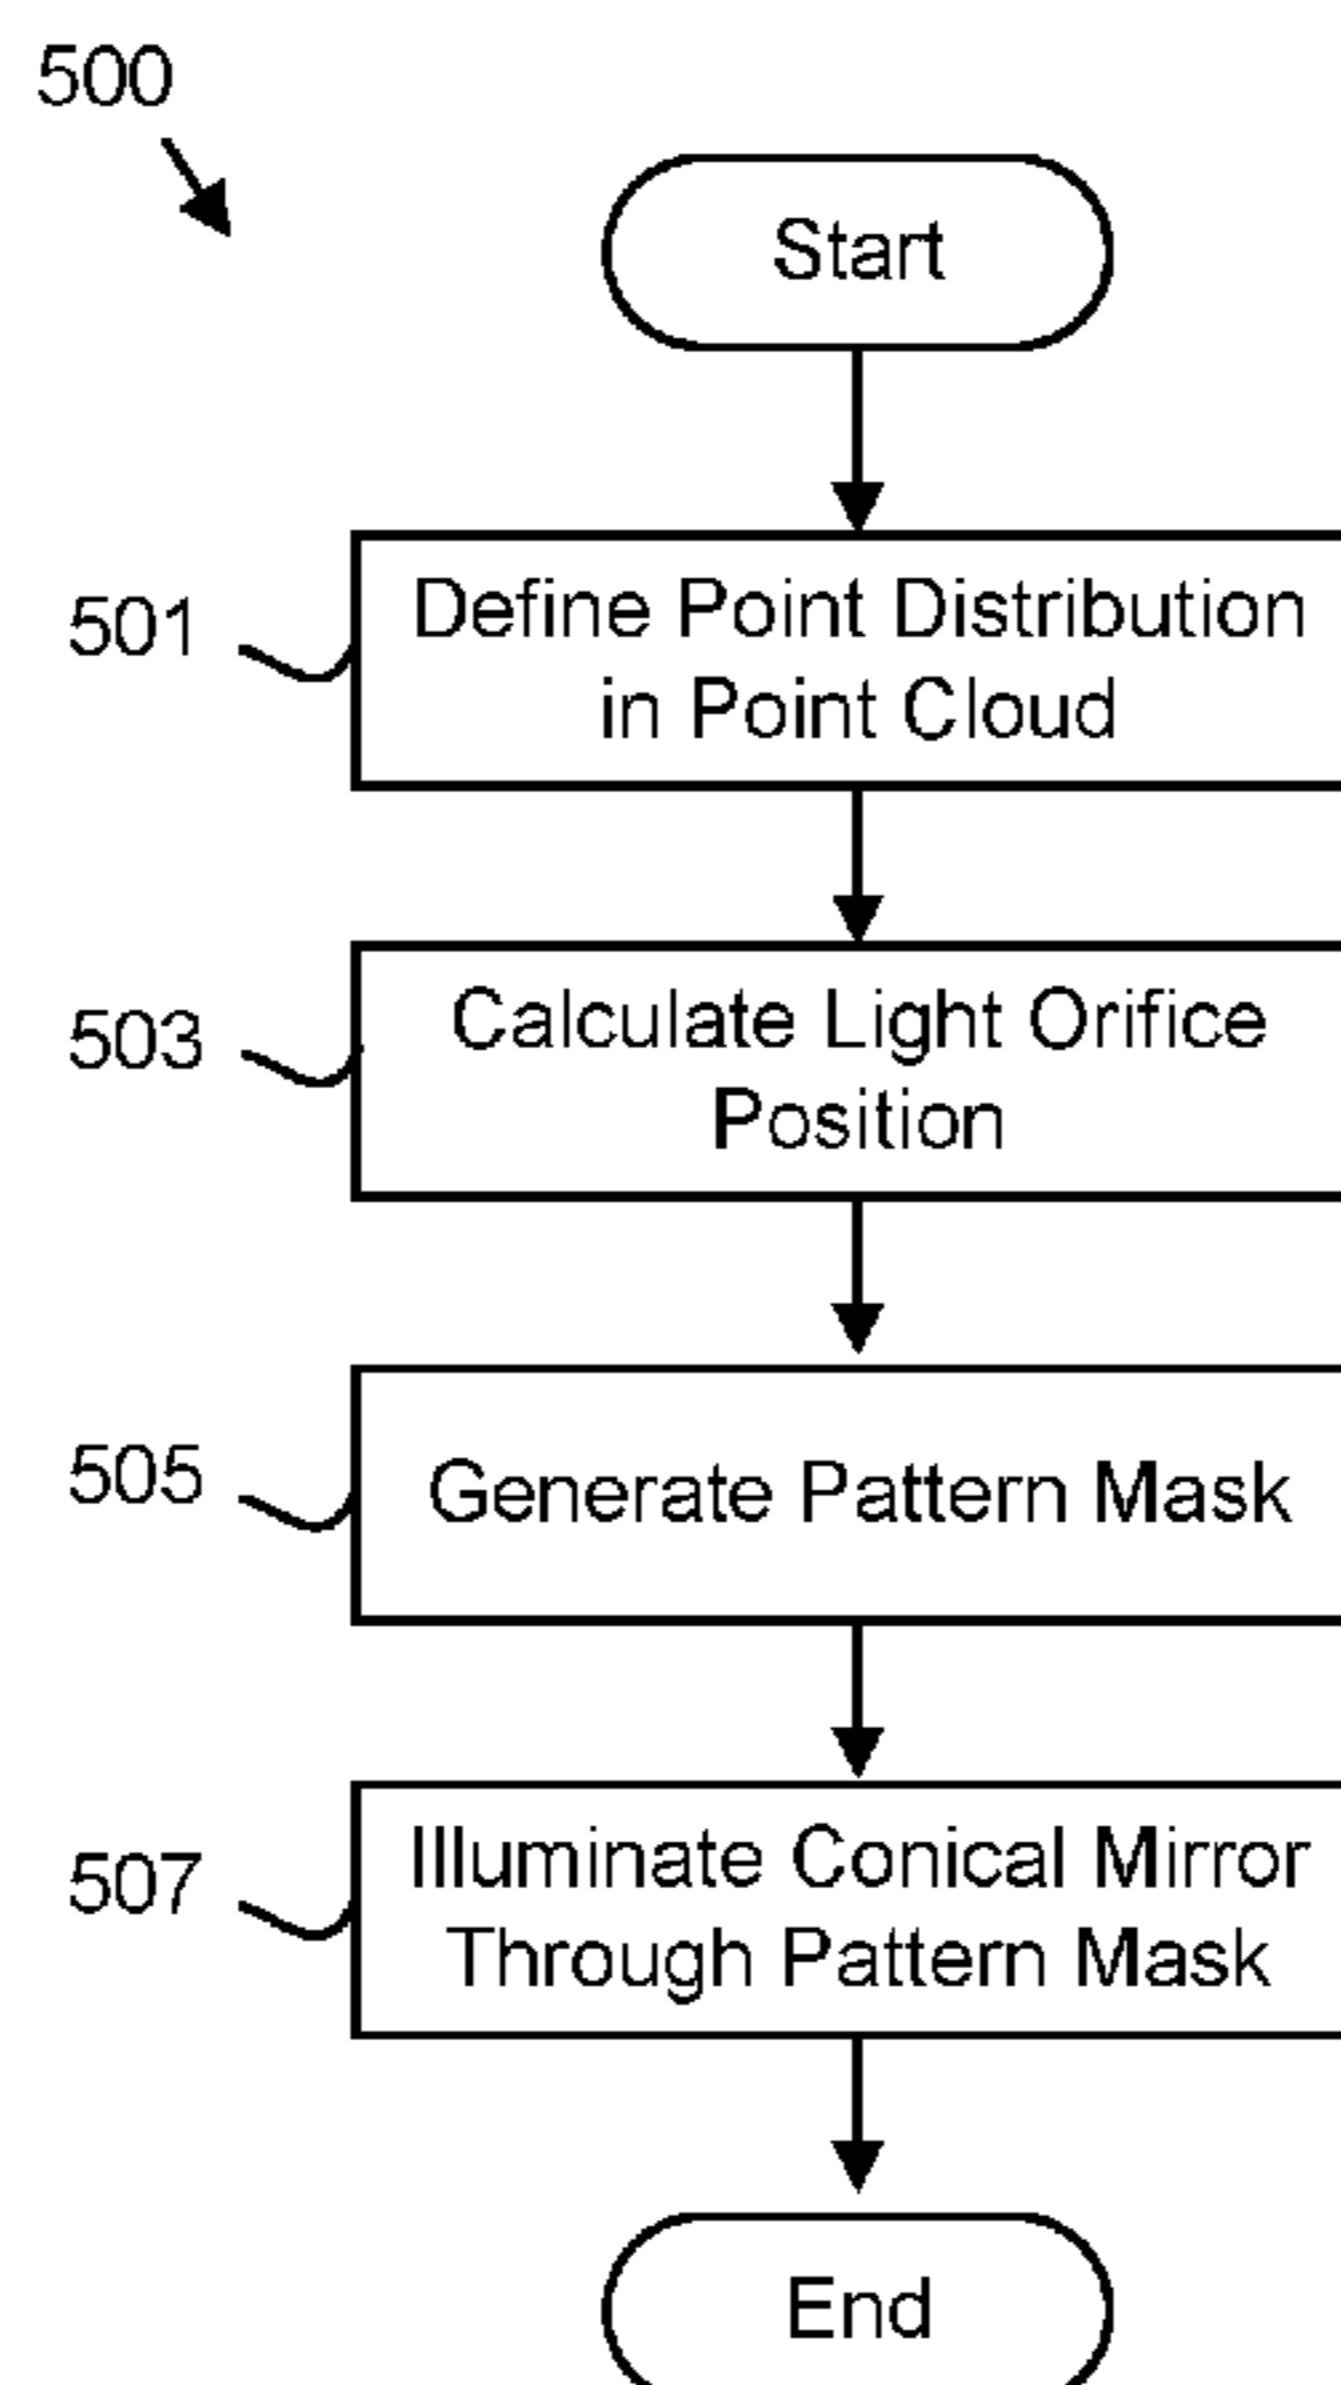 500
Start
501
Define Point Distribution
in Point Cloud
503
Calculate Light Orifice
Position
505
Generate Pattern Mask
507
Illuminate Conical Mirror
Through Pattern Mask
End